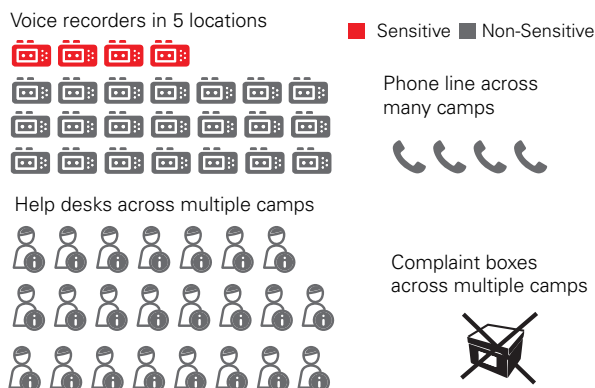 Voice recorders in 5 locations
Sensitive Non-Sensitive
Phone line across
many camps
Help desks across multiple camps
Complaint boxes
across multiple camps